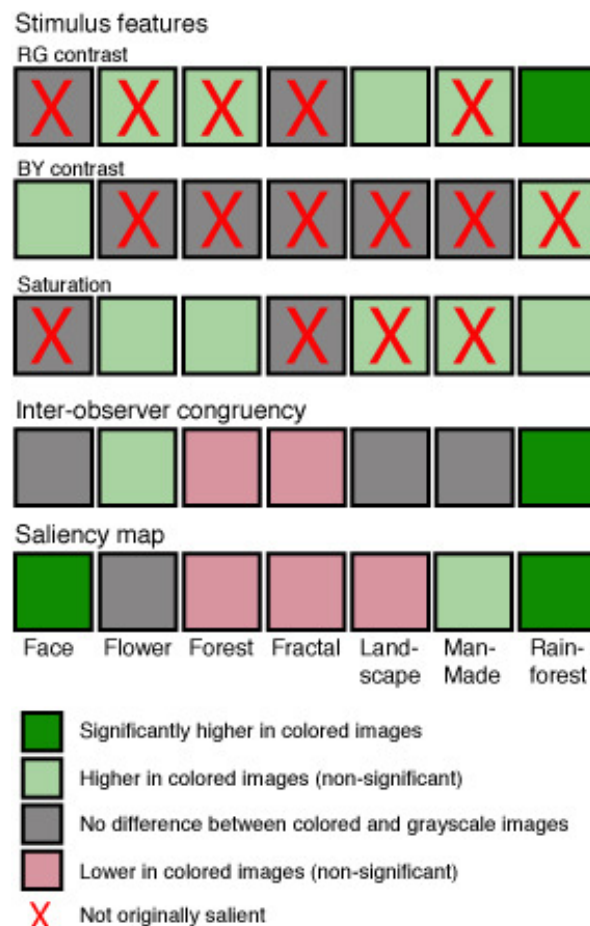 Stimulus features
RG contrast
X X X X X
BY contrast
X X X X X X
Saturation
X X X X
Inter-observer congruency
Saliency map
Face Flower Forest Fractal Land- Man- Rain-
scape Made forest
Significantly higher in colored images
Higher in colored images (non-significant)
No difference between colored and grayscale images
Lower in colored images (non-significant)
X Not originally salient